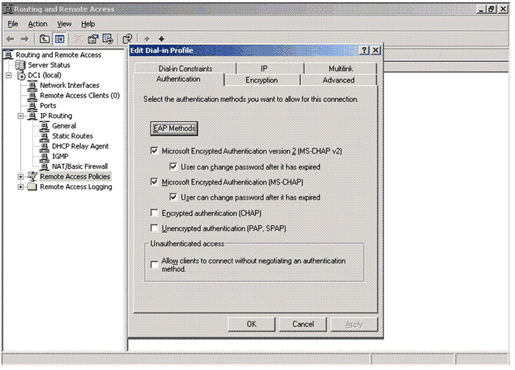 Routing and Remote Access
File Action View Help
Routing and Remote Access
Server Status
DC1 (local)
Network Interfaces
Remote Access Clients (0)
Ports
IP Routing
General
Static Routes
DHCP Relay Agent
IGMP
NAT/Basic Firewall
Remote Access Policies
Remote Access Logging
Edit Dial-in Profile
Dial-in Constraints IP Multilink
Authentication Encryption Advanced
Select the authentication methods you want to allow for this connection.
EAP Methods
Microsoft Encrypted Authentication version 2 (MS-CHAP v2)
User can change password after it has expired
Microsoft Encrypted Authentication (MS-CHAP)
User can change password after it has expired
Encrypted authentication (CHAP)
Unencrypted authentication (PAP, SPAP)
Unauthenticated access
Allow clients to connect without negotiating an authentication
method.
OK Cancel Apply